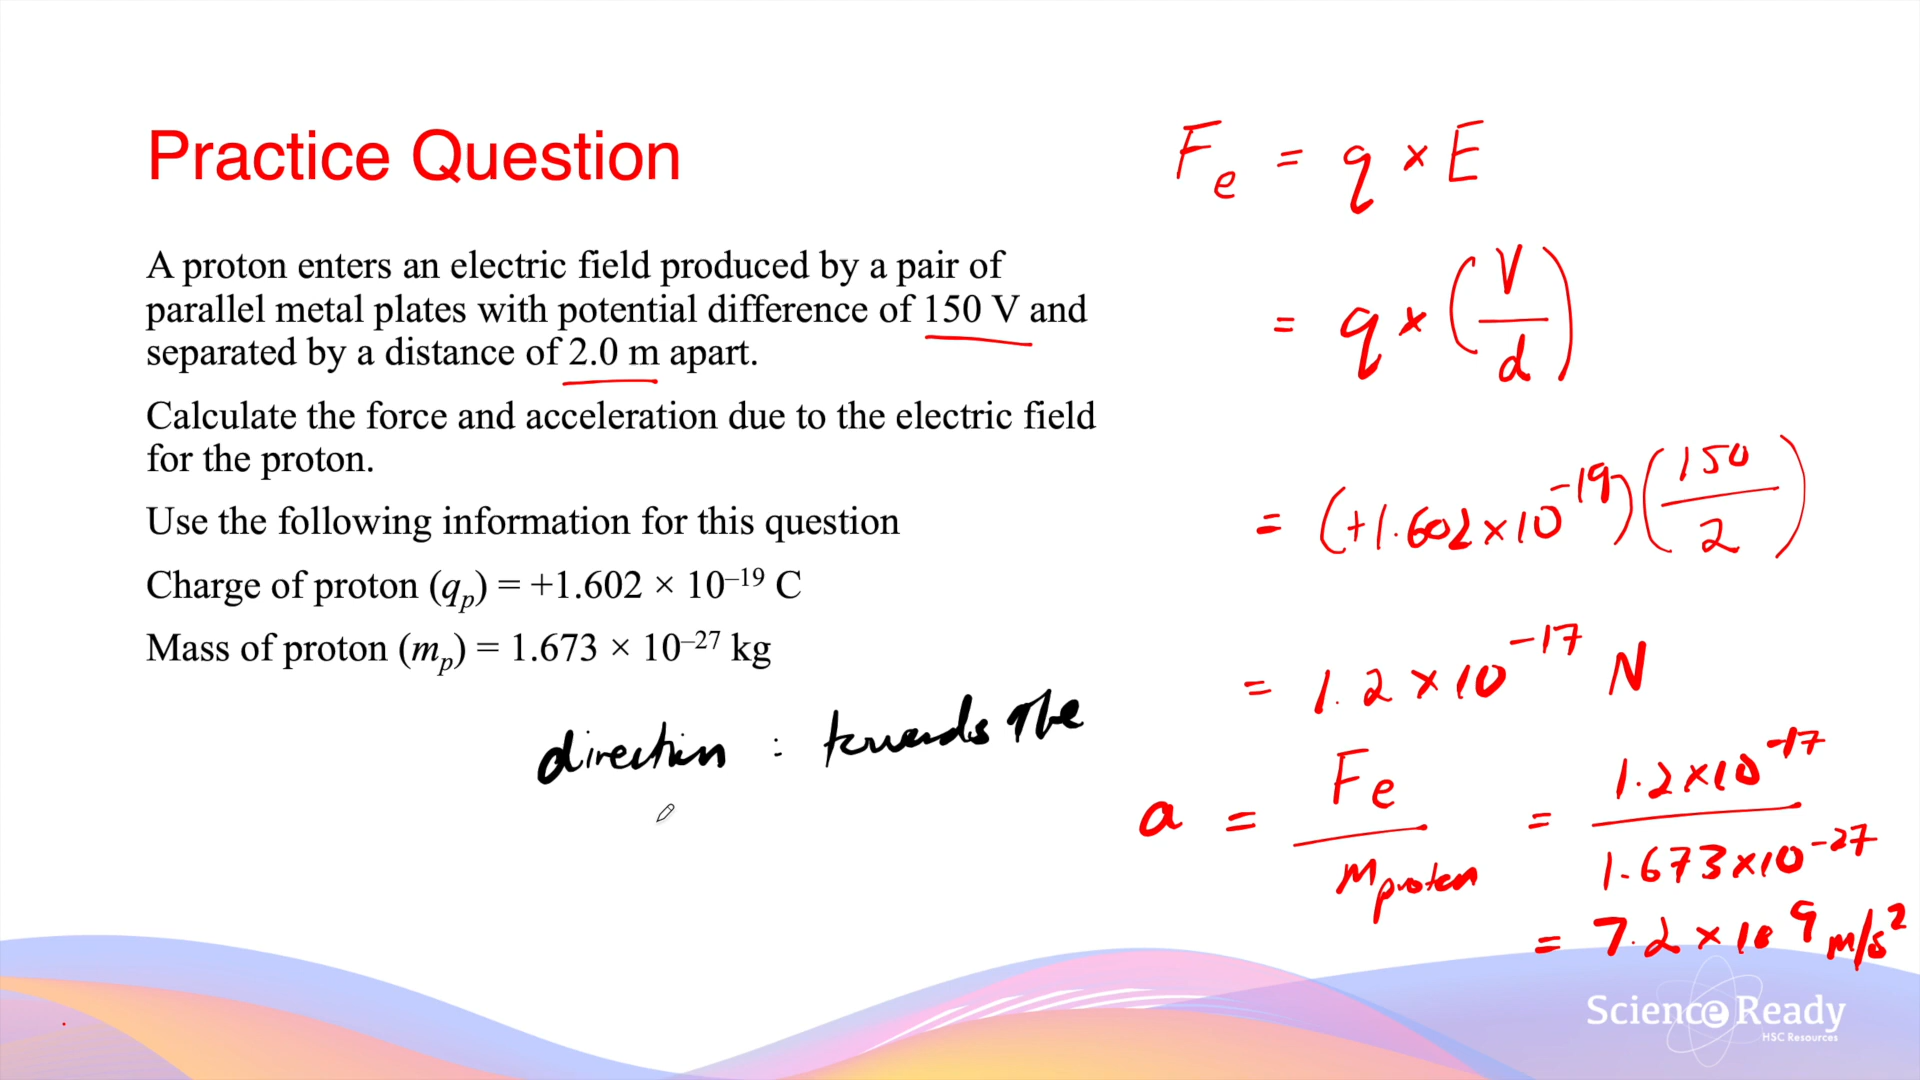 Practice Question
A proton enters an electric field produced by a pair of
parallel metal plates with potential difference of 150 V and
separated by a distance of 2.0 m apart.
Calculate the force and acceleration due to the electric field
for the proton.
Use the following information for this question
Charge of proton (qₚ) = +1.602 × 10⁻¹⁹ C
Mass of proton (mₚ) = 1.673 × 10⁻²⁷ kg
direction : towards the
Fₑ = q × E
= q × (V/d)
= (+1.602×10⁻¹⁹)(150/2)
= 1.2 × 10⁻¹⁷ N
a = Fₑ/m proton = 1.2×10⁻¹⁷/1.673×10⁻²⁷
= 7.2 × 10⁹ m/s²
Science Ready
HSC Resources